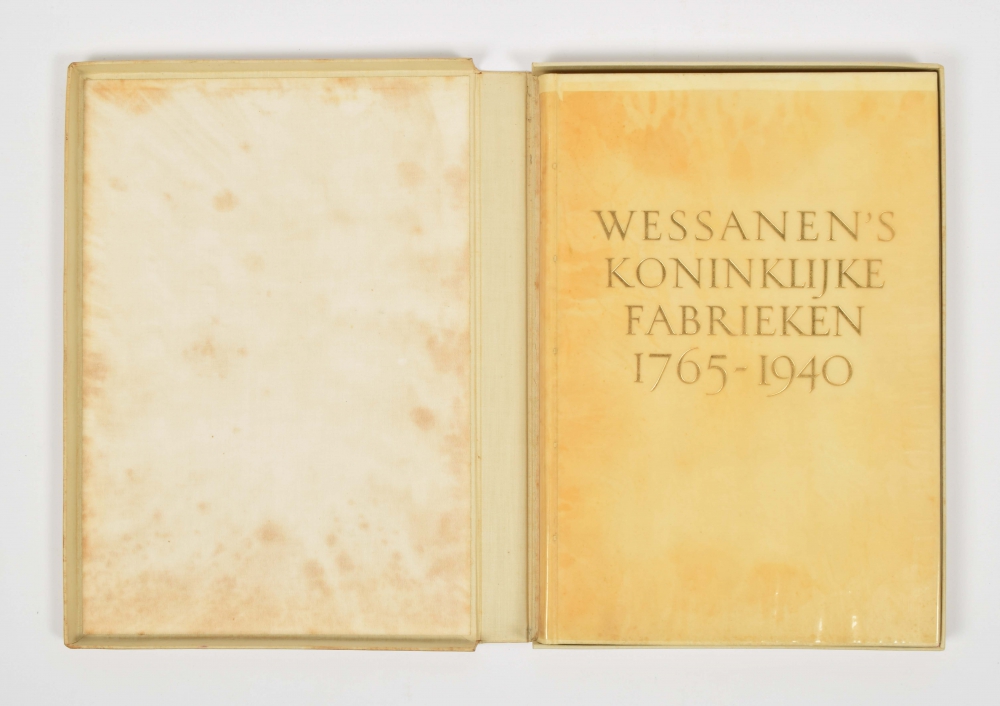 WESSANEN'S
KONINKLIJKE
FABRIEKEN
1765-1940